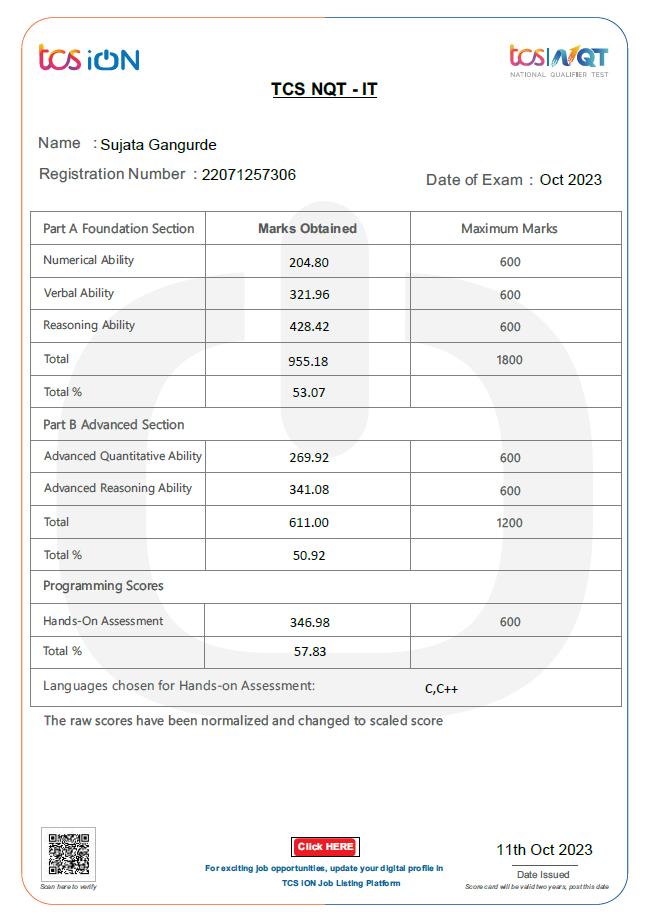 tcs iON
tcs|NQT
NATIONAL QUALIFIER TEST
TCS NQT - IT
Name : Sujata Gangurde
Registration Number : 22071257306
Date of Exam : Oct 2023
Part A Foundation Section Marks Obtained Maximum Marks
Numerical Ability 204.80 600
Verbal Ability 321.96 600
Reasoning Ability 428.42 600
Total 955.18 1800
Total % 53.07
Part B Advanced Section
Advanced Quantitative Ability 269.92 600
Advanced Reasoning Ability 341.08 600
Total 611.00 1200
Total % 50.92
Programming Scores
Hands-On Assessment 346.98 600
Total % 57.83
Languages chosen for Hands-on Assessment: C,C++
The raw scores have been normalized and changed to scaled score
Scan here to verify
Click HERE
For exciting job opportunities, update your digital profile in
TCS ION Job Listing Platform
11th Oct 2023
Date Issued
Score card will be valid two years, post this date